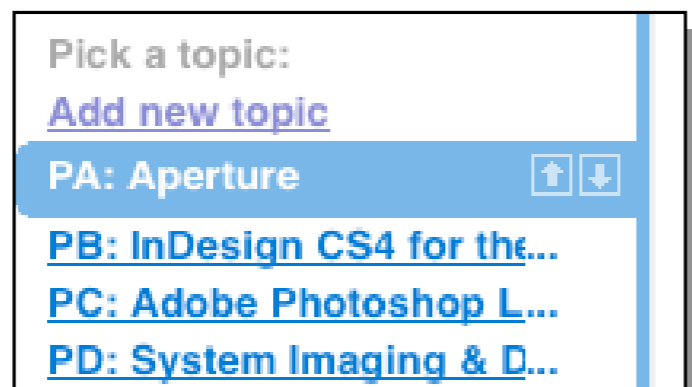 Pick a topic:
Add new topic
PA: Aperture
PB: InDesign CS4 for the...
PC: Adobe Photoshop L...
PD: System Imaging & D...